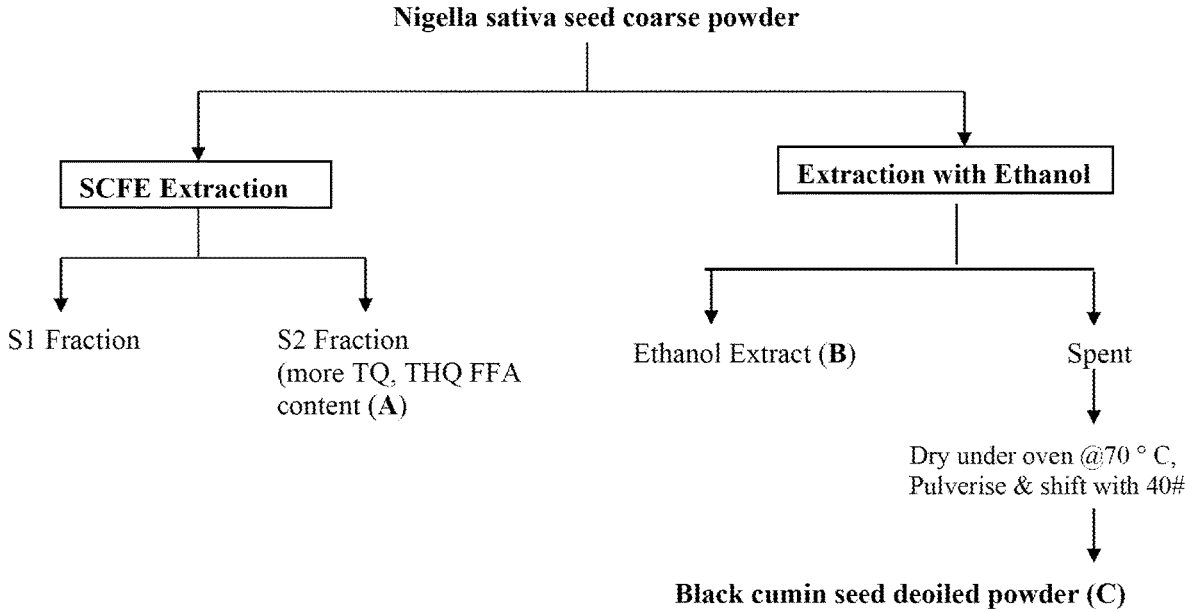 Nigella sativa seed coarse powder
SCFE Extraction
Extraction with Ethanol
S1 Fraction
S2 Fraction
(more TQ, THQ FFA
content (A)
Ethanol Extract (B)
Spent
Dry under oven @70 ° C,
Pulverise & shift with 40#
Black cumin seed deoiled powder (C)